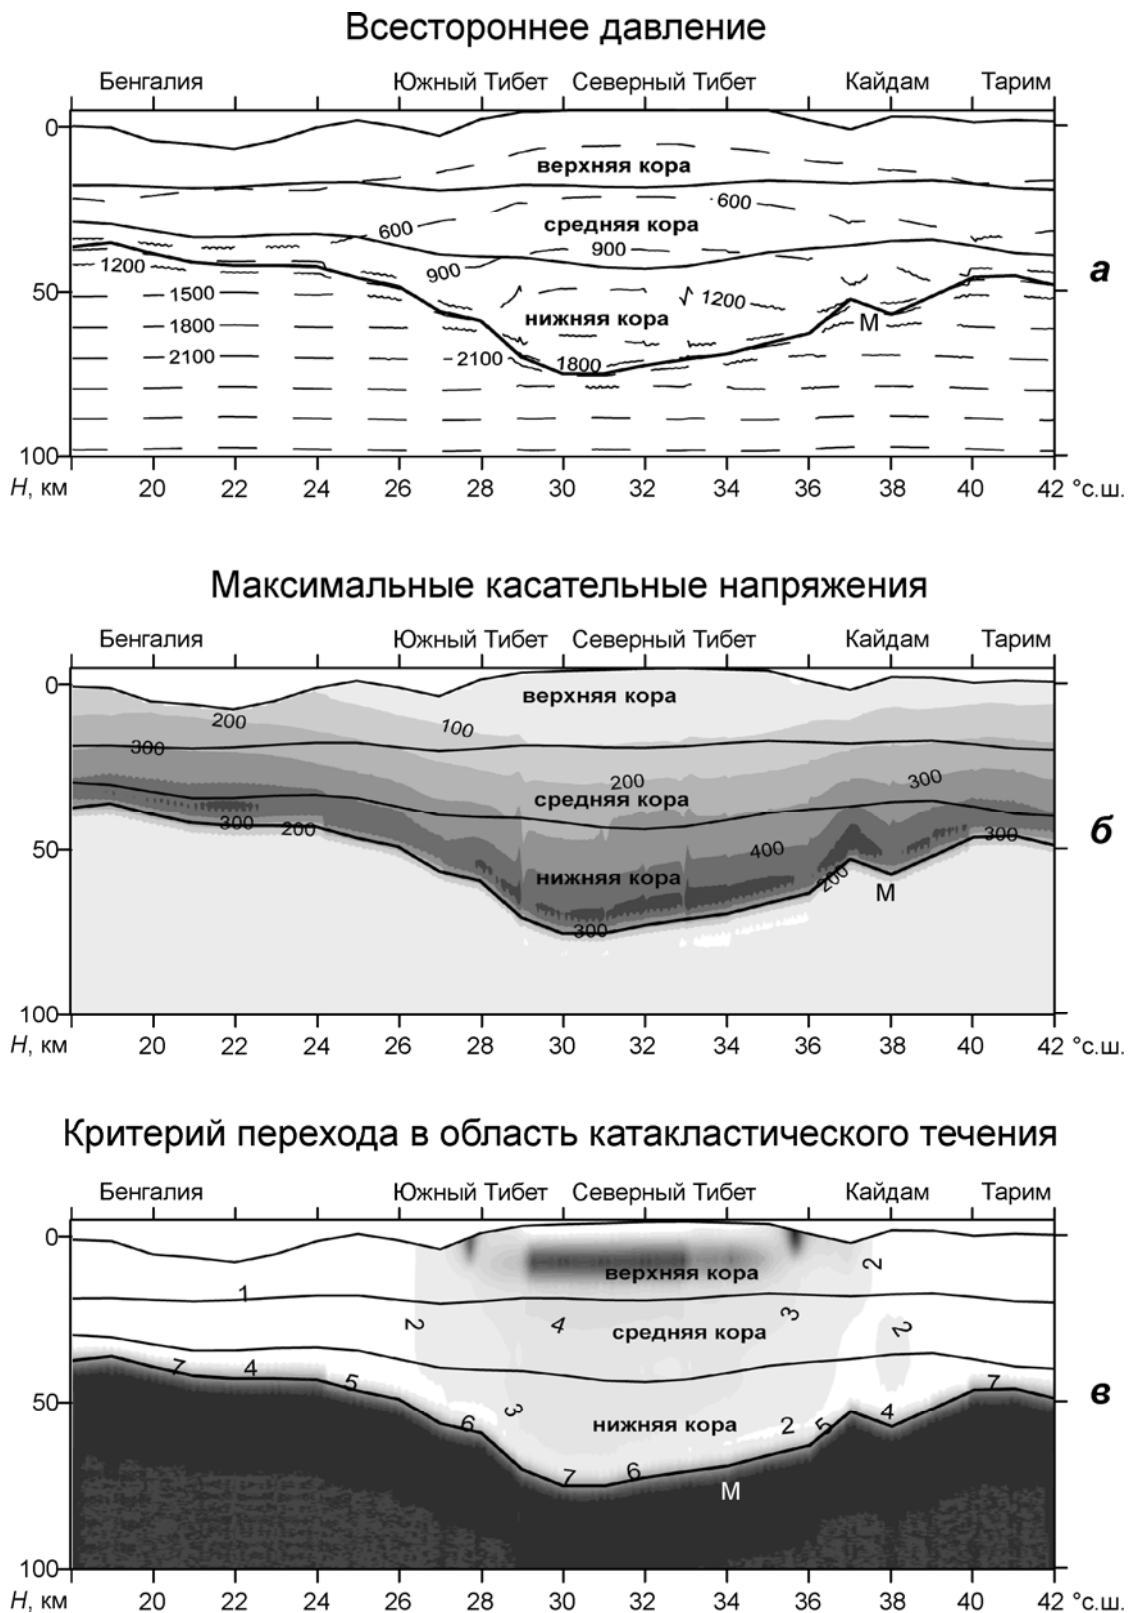 Всестороннее давление
Бенгалия Южный Тибет Северный Тибет Кайдам Тарим
0
верхняя кора
600
средняя кора
600
900
900
1200
1200
50
1500
нижняя кора
М
1800
2100
2100
1800
100
а
H, км 20 22 24 26 28 30 32 34 36 38 40 42 °с.ш.
Максимальные касательные напряжения
Бенгалия Южный Тибет Северный Тибет Кайдам Тарим
0
верхняя кора
200
100
300
200
300
средняя кора
300
200
300
50
400
нижняя кора
200
М
300
100
б
H, км 20 22 24 26 28 30 32 34 36 38 40 42 °с.ш.
Критерий перехода в область катакластического течения
Бенгалия Южный Тибет Северный Тибет Кайдам Тарим
0
2
верхняя кора
1
2
4
средняя кора
3
2
7
4
5
7
50
6
3
нижняя кора
2
5
4
7
6
М
100
в
H, км 20 22 24 26 28 30 32 34 36 38 40 42 °с.ш.